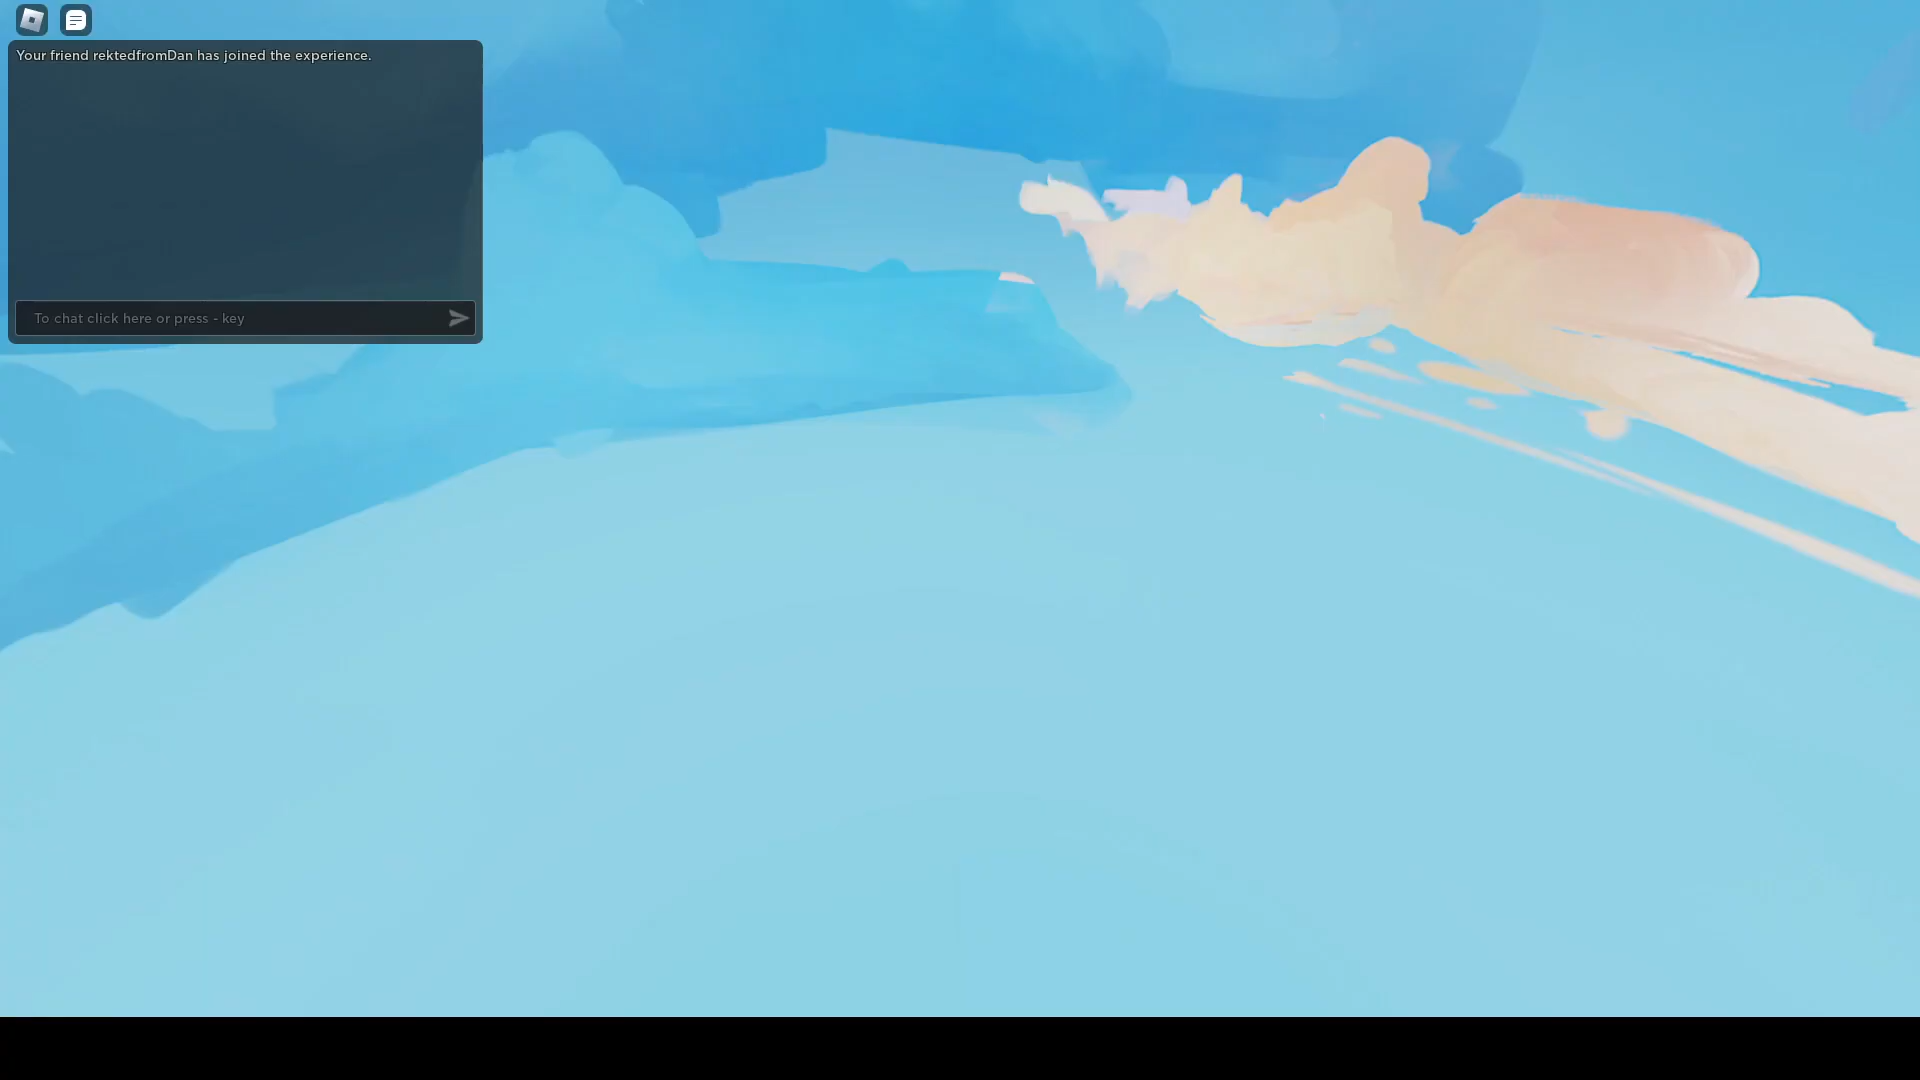 Your friend rektedfromDan has joined the experience.
To chat click here or press - key